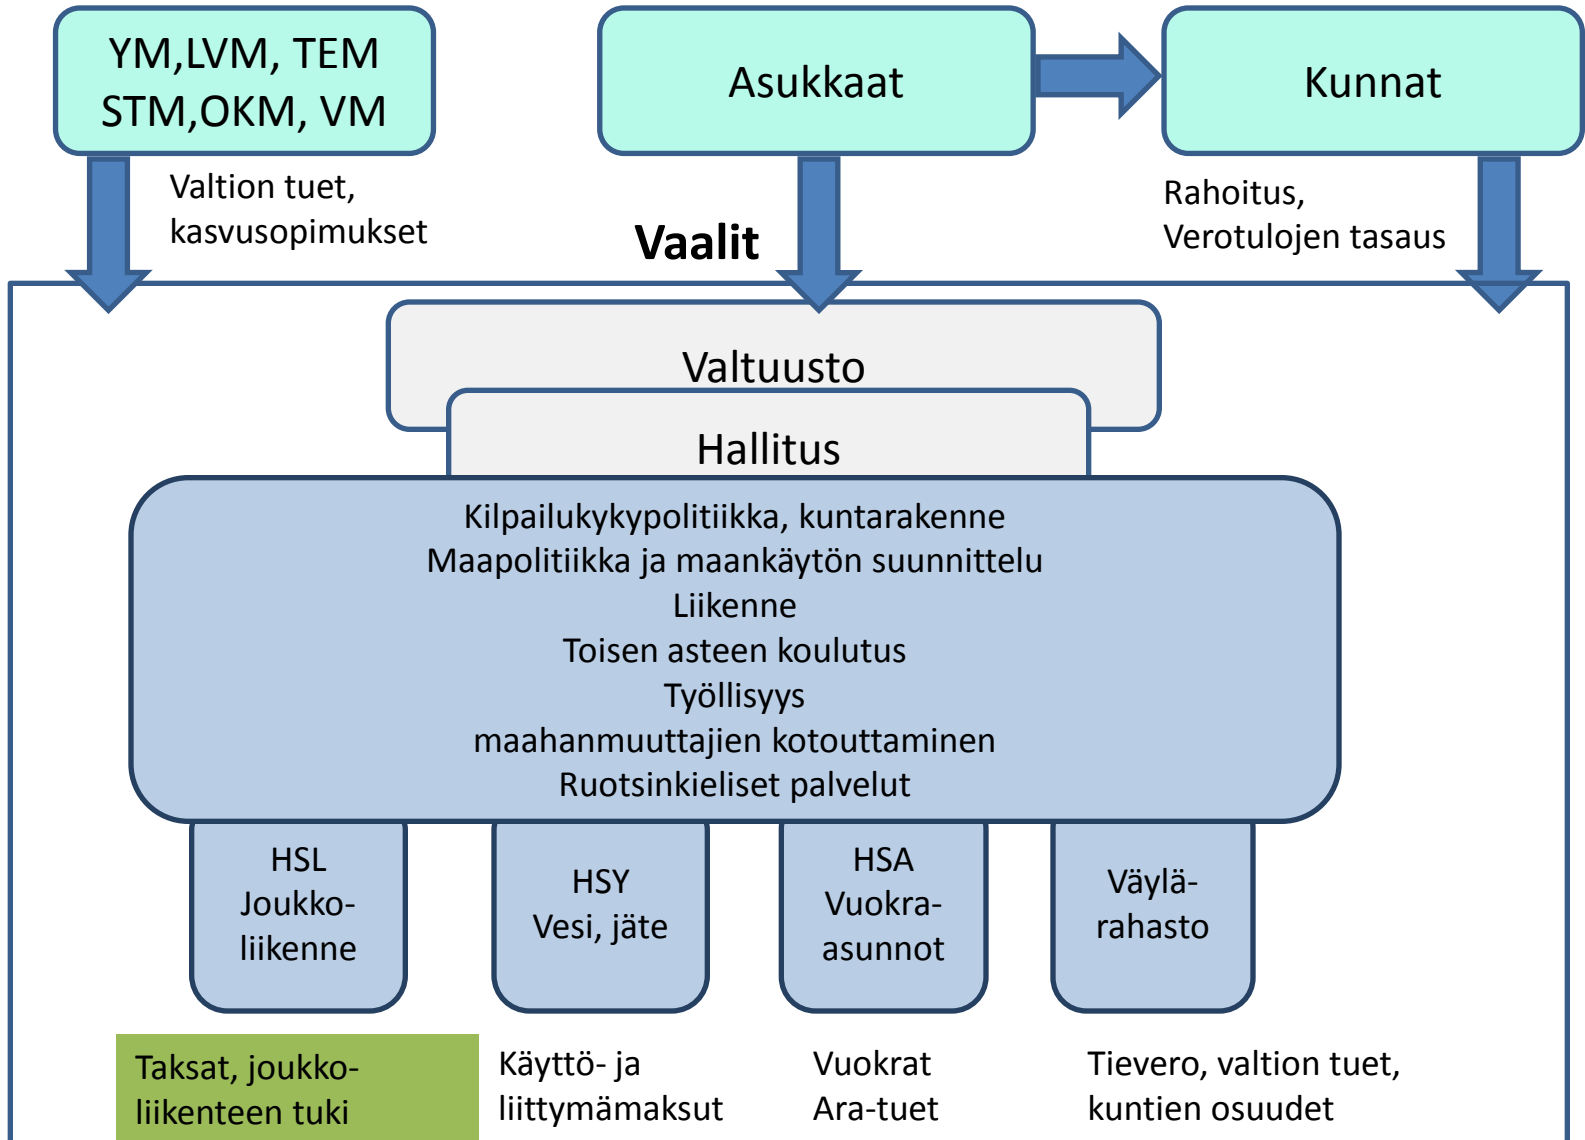 YM,LVM, TEM
STM,OKM, VM
Asukkaat
Kunnat
Valtion tuet,
kasvusopimukset
Vaalit
Rahoitus,
Verotulojen tasaus
Valtuusto
Hallitus
Kilpailukykypolitiikka, kuntarakenne
Maapolitiikka ja maankäytön suunnittelu
Liikenne
Toisen asteen koulutus
Työllisyys
maahanmuuttajien kotouttaminen
Ruotsinkieliset palvelut
HSL
Joukko-
liikenne
HSY
Vesi, jäte
HSA
Vuokra-
asunnot
Väylä-
rahasto
Taksat, joukko-
liikenteen tuki
Käyttö- ja
liittymämaksut
Vuokrat
Ara-tuet
Tievero, valtion tuet,
kuntien osuudet